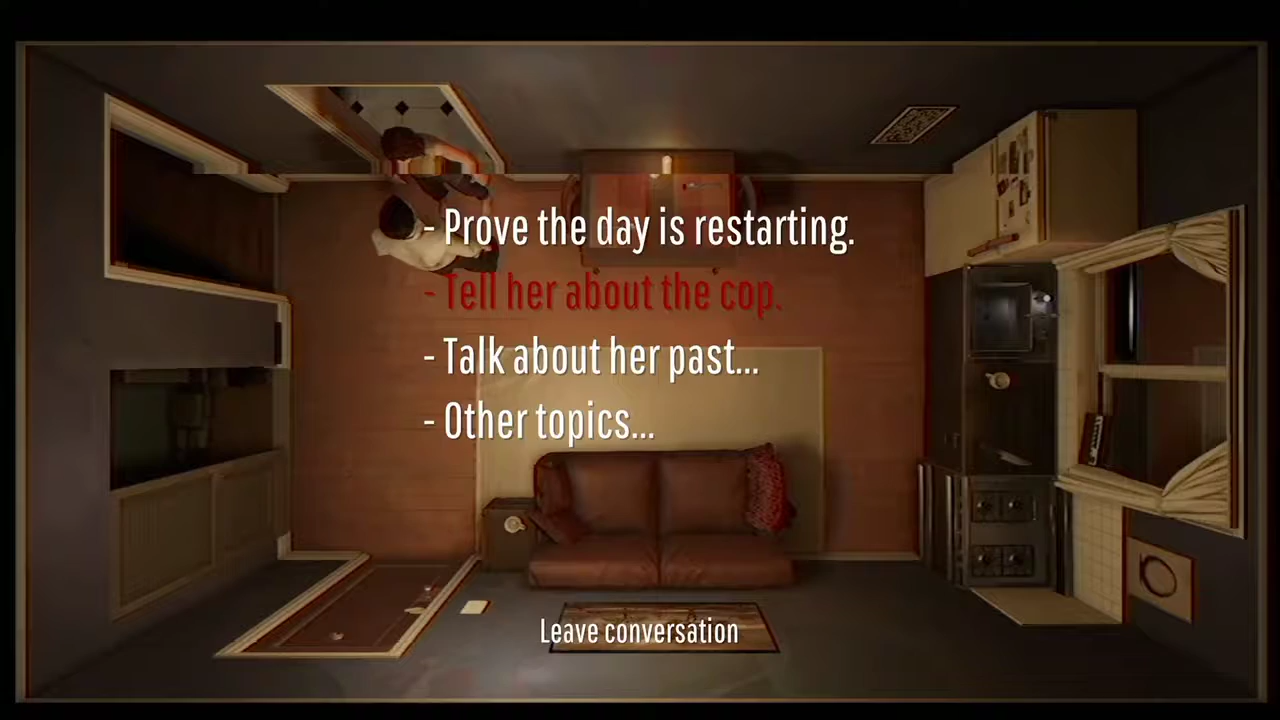 - Prove the day is restarting.
- Tell her about the cop.
- Talk about her past...
- Other topics...
Leave conversation